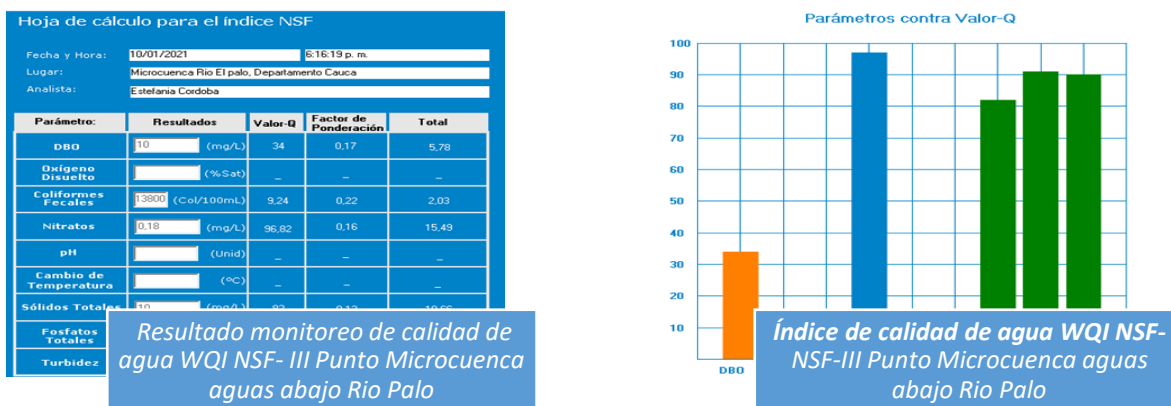 Hoja de cálculo para el índice NSF
Fecha y Hora: 10/01/2021 6:16:19 p. m.
Lugar: Microcuenca Rio El palo, Departamento Cauca
Analista: Estefania Cordoba
Parámetro: Resultados Valor-Q Factor de Ponderación Total
DBO 10 (mg/L) 34 0,17 5,78
Oxígeno Disuelto (%Sat) _ _ _
Coliformes Fecales 13800 (Col/100mL) 9,24 0,22 2,03
Nitratos 0,18 (mg/L) 96,82 0,16 15,49
pH (Unid) _ _ _
Cambio de Temperatura (ºC) _ _ _
Sólidos Totales 10 (mg/L) 82
Fosfatos Totales
Turbidez
Resultado monitoreo de calidad de
agua WQI NSF- III Punto Microcuenca
aguas abajo Rio Palo
Parámetros contra Valor-Q
100
90
80
70
60
50
40
30
20
10
DBO
Índice de calidad de agua WQI NSF-
NSF-III Punto Microcuenca aguas
abajo Rio Palo